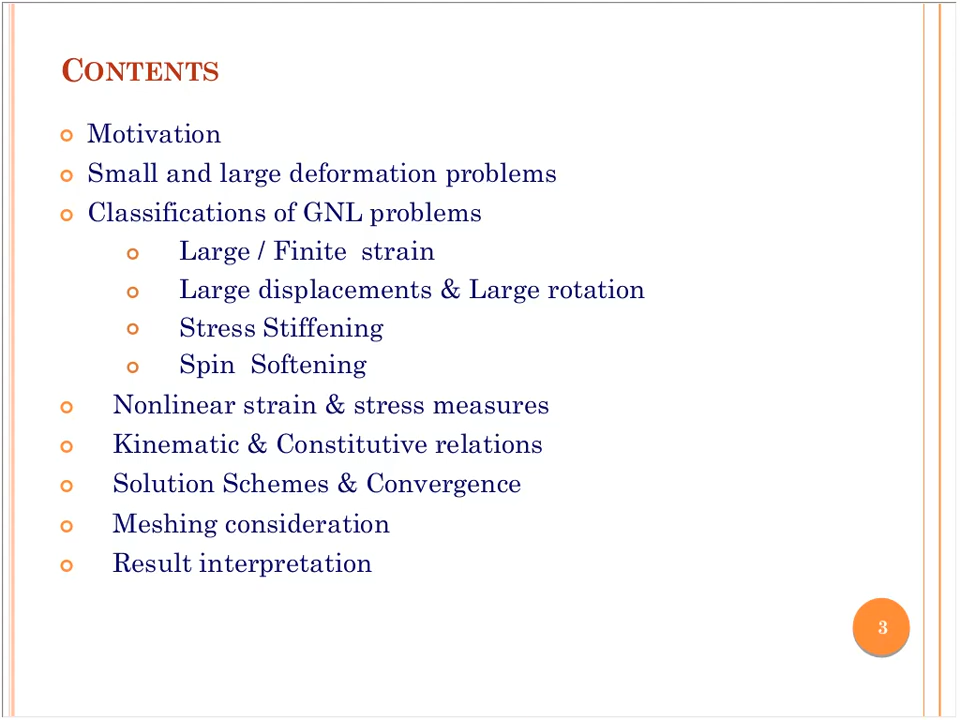 CONTENTS
Motivation
Small and large deformation problems
Classifications of GNL problems
Large / Finite strain
Large displacements & Large rotation
Stress Stiffening
Spin Softening
Nonlinear strain & stress measures
Kinematic & Constitutive relations
Solution Schemes & Convergence
Meshing consideration
Result interpretation
3